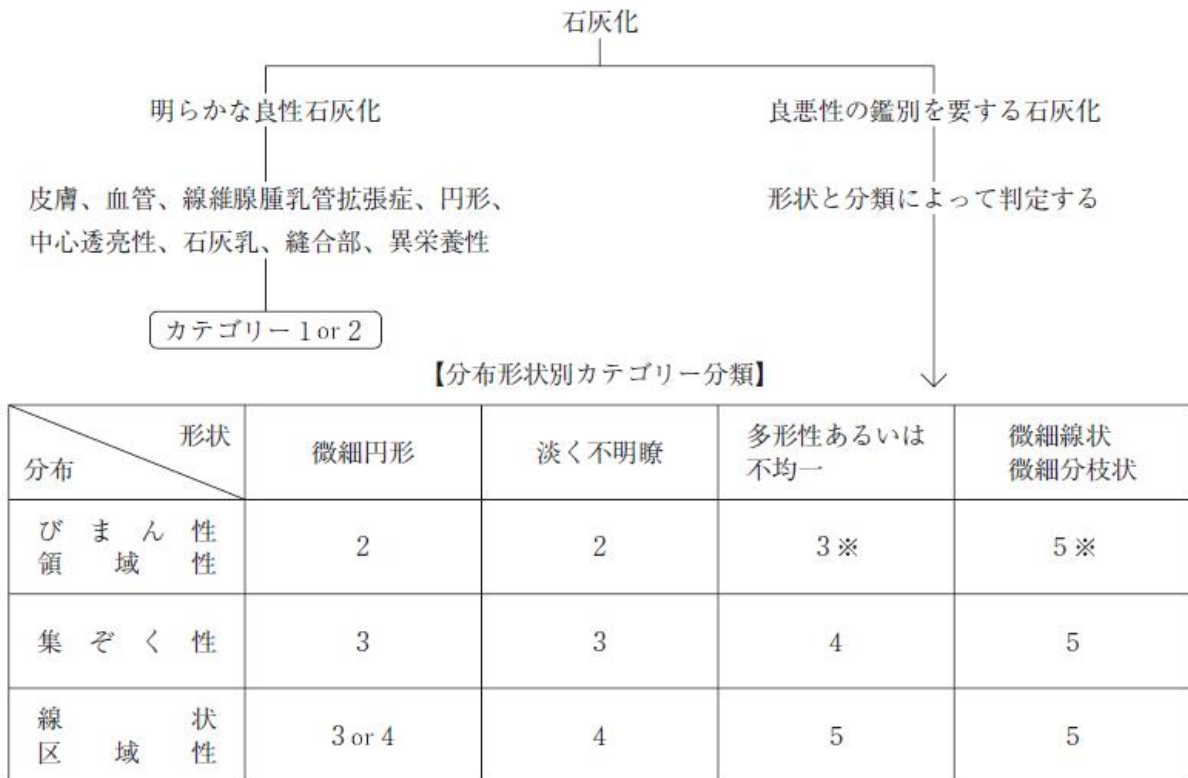 石灰化
明らかな良性石灰化
良悪性の鑑別を要する石灰化
皮膚、血管、線維腺腫乳管拡張症、円形、
中心透亮性、石灰乳、縫合部、異栄養性
形状と分類によって判定する
カテゴリー1or 2
【分布形状別カテゴリー分類】
形状
分布
微細円形
淡く不明瞭
多形性あるいは
不均一
微細線状
微細分枝状
びまん性
領域性
2
2
3※
5※
集ぞく性
3
3
4
5
線状
区域性
3 or 4
4
5
5